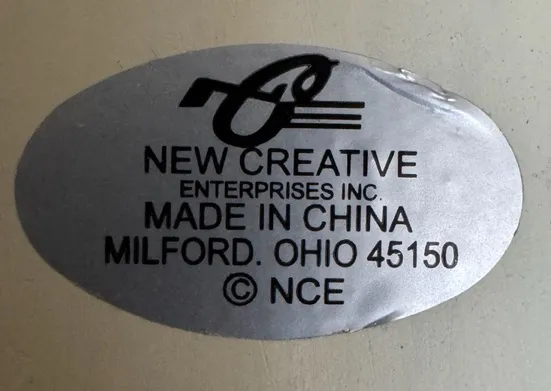 NEW CREATIVE
ENTERPRISES INC.
MADE IN CHINA
MILFORD. OHIO 45150
© NCE